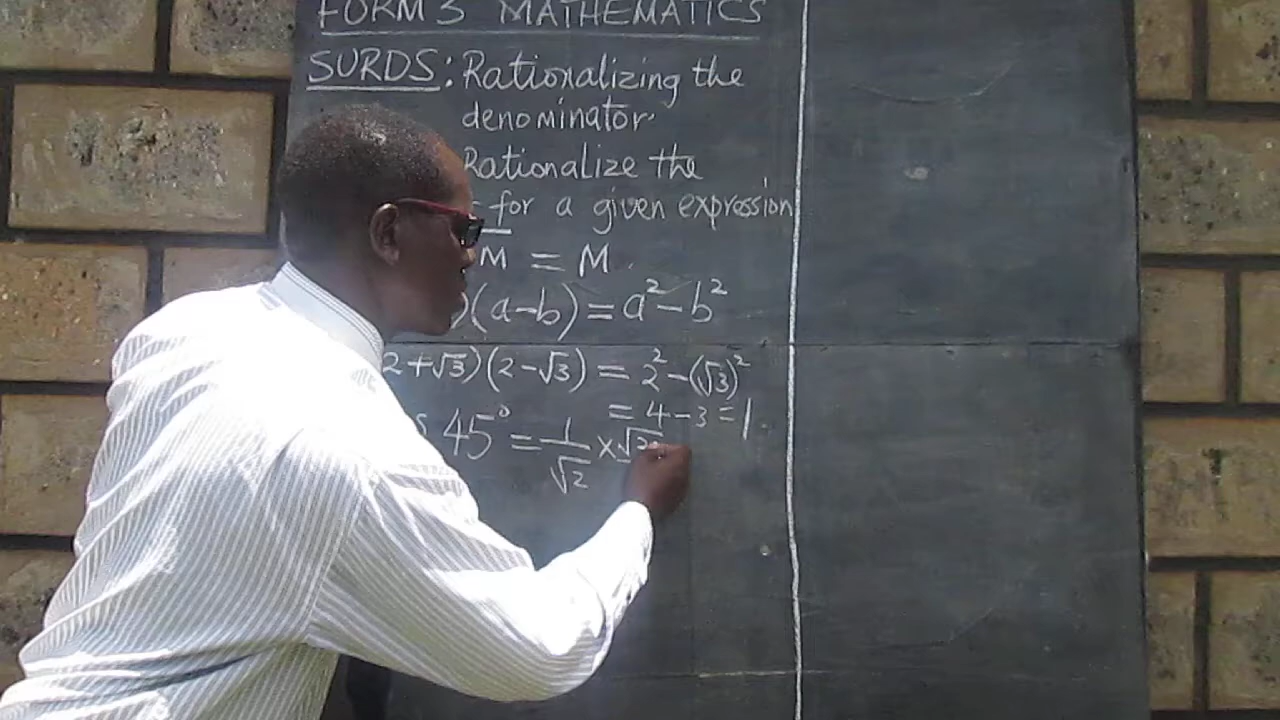 FORM 3 MATHEMATICS
SURDS: Rationalizing the
denominator.
Rationalize the
for a given expression
M = M.
)(a-b) = a²-b²
2+√3)(2-√3) = 2²-(√3)²
= 4-3 = 1.
45° = 1/√2 × √2